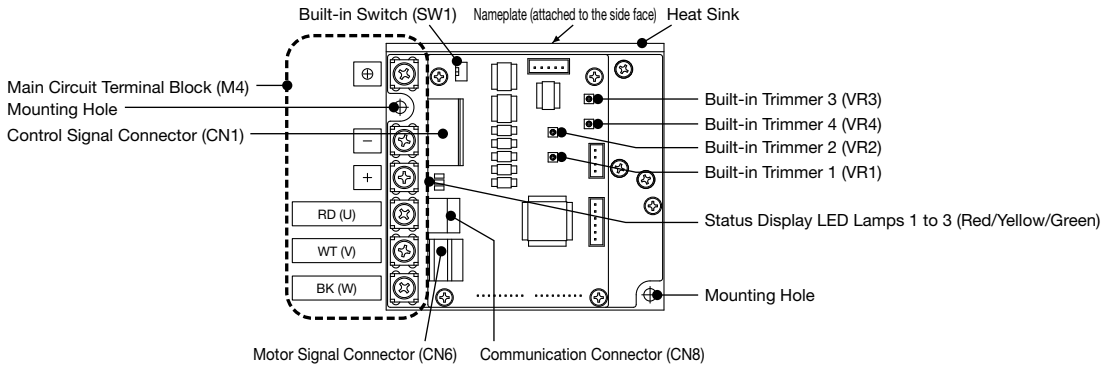 Built-in Switch (SW1)
Nameplate (attached to the side face)
Heat Sink
Main Circuit Terminal Block (M4)
Mounting Hole
Control Signal Connector (CN1)
−
+
RD (U)
WT (V)
BK (W)
Built-in Trimmer 3 (VR3)
Built-in Trimmer 4 (VR4)
Built-in Trimmer 2 (VR2)
Built-in Trimmer 1 (VR1)
Status Display LED Lamps 1 to 3 (Red/Yellow/Green)
Mounting Hole
Motor Signal Connector (CN6)
Communication Connector (CN8)